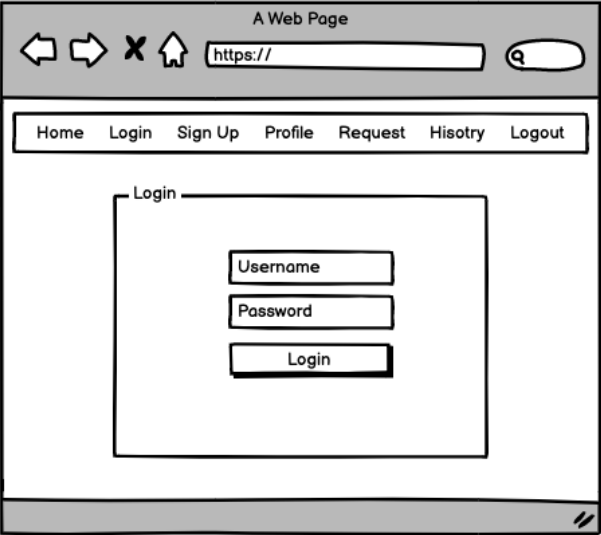 A Web Page
https://
Home Login Sign Up Profile Request Hisotry Logout
Login
Username
Password
Login